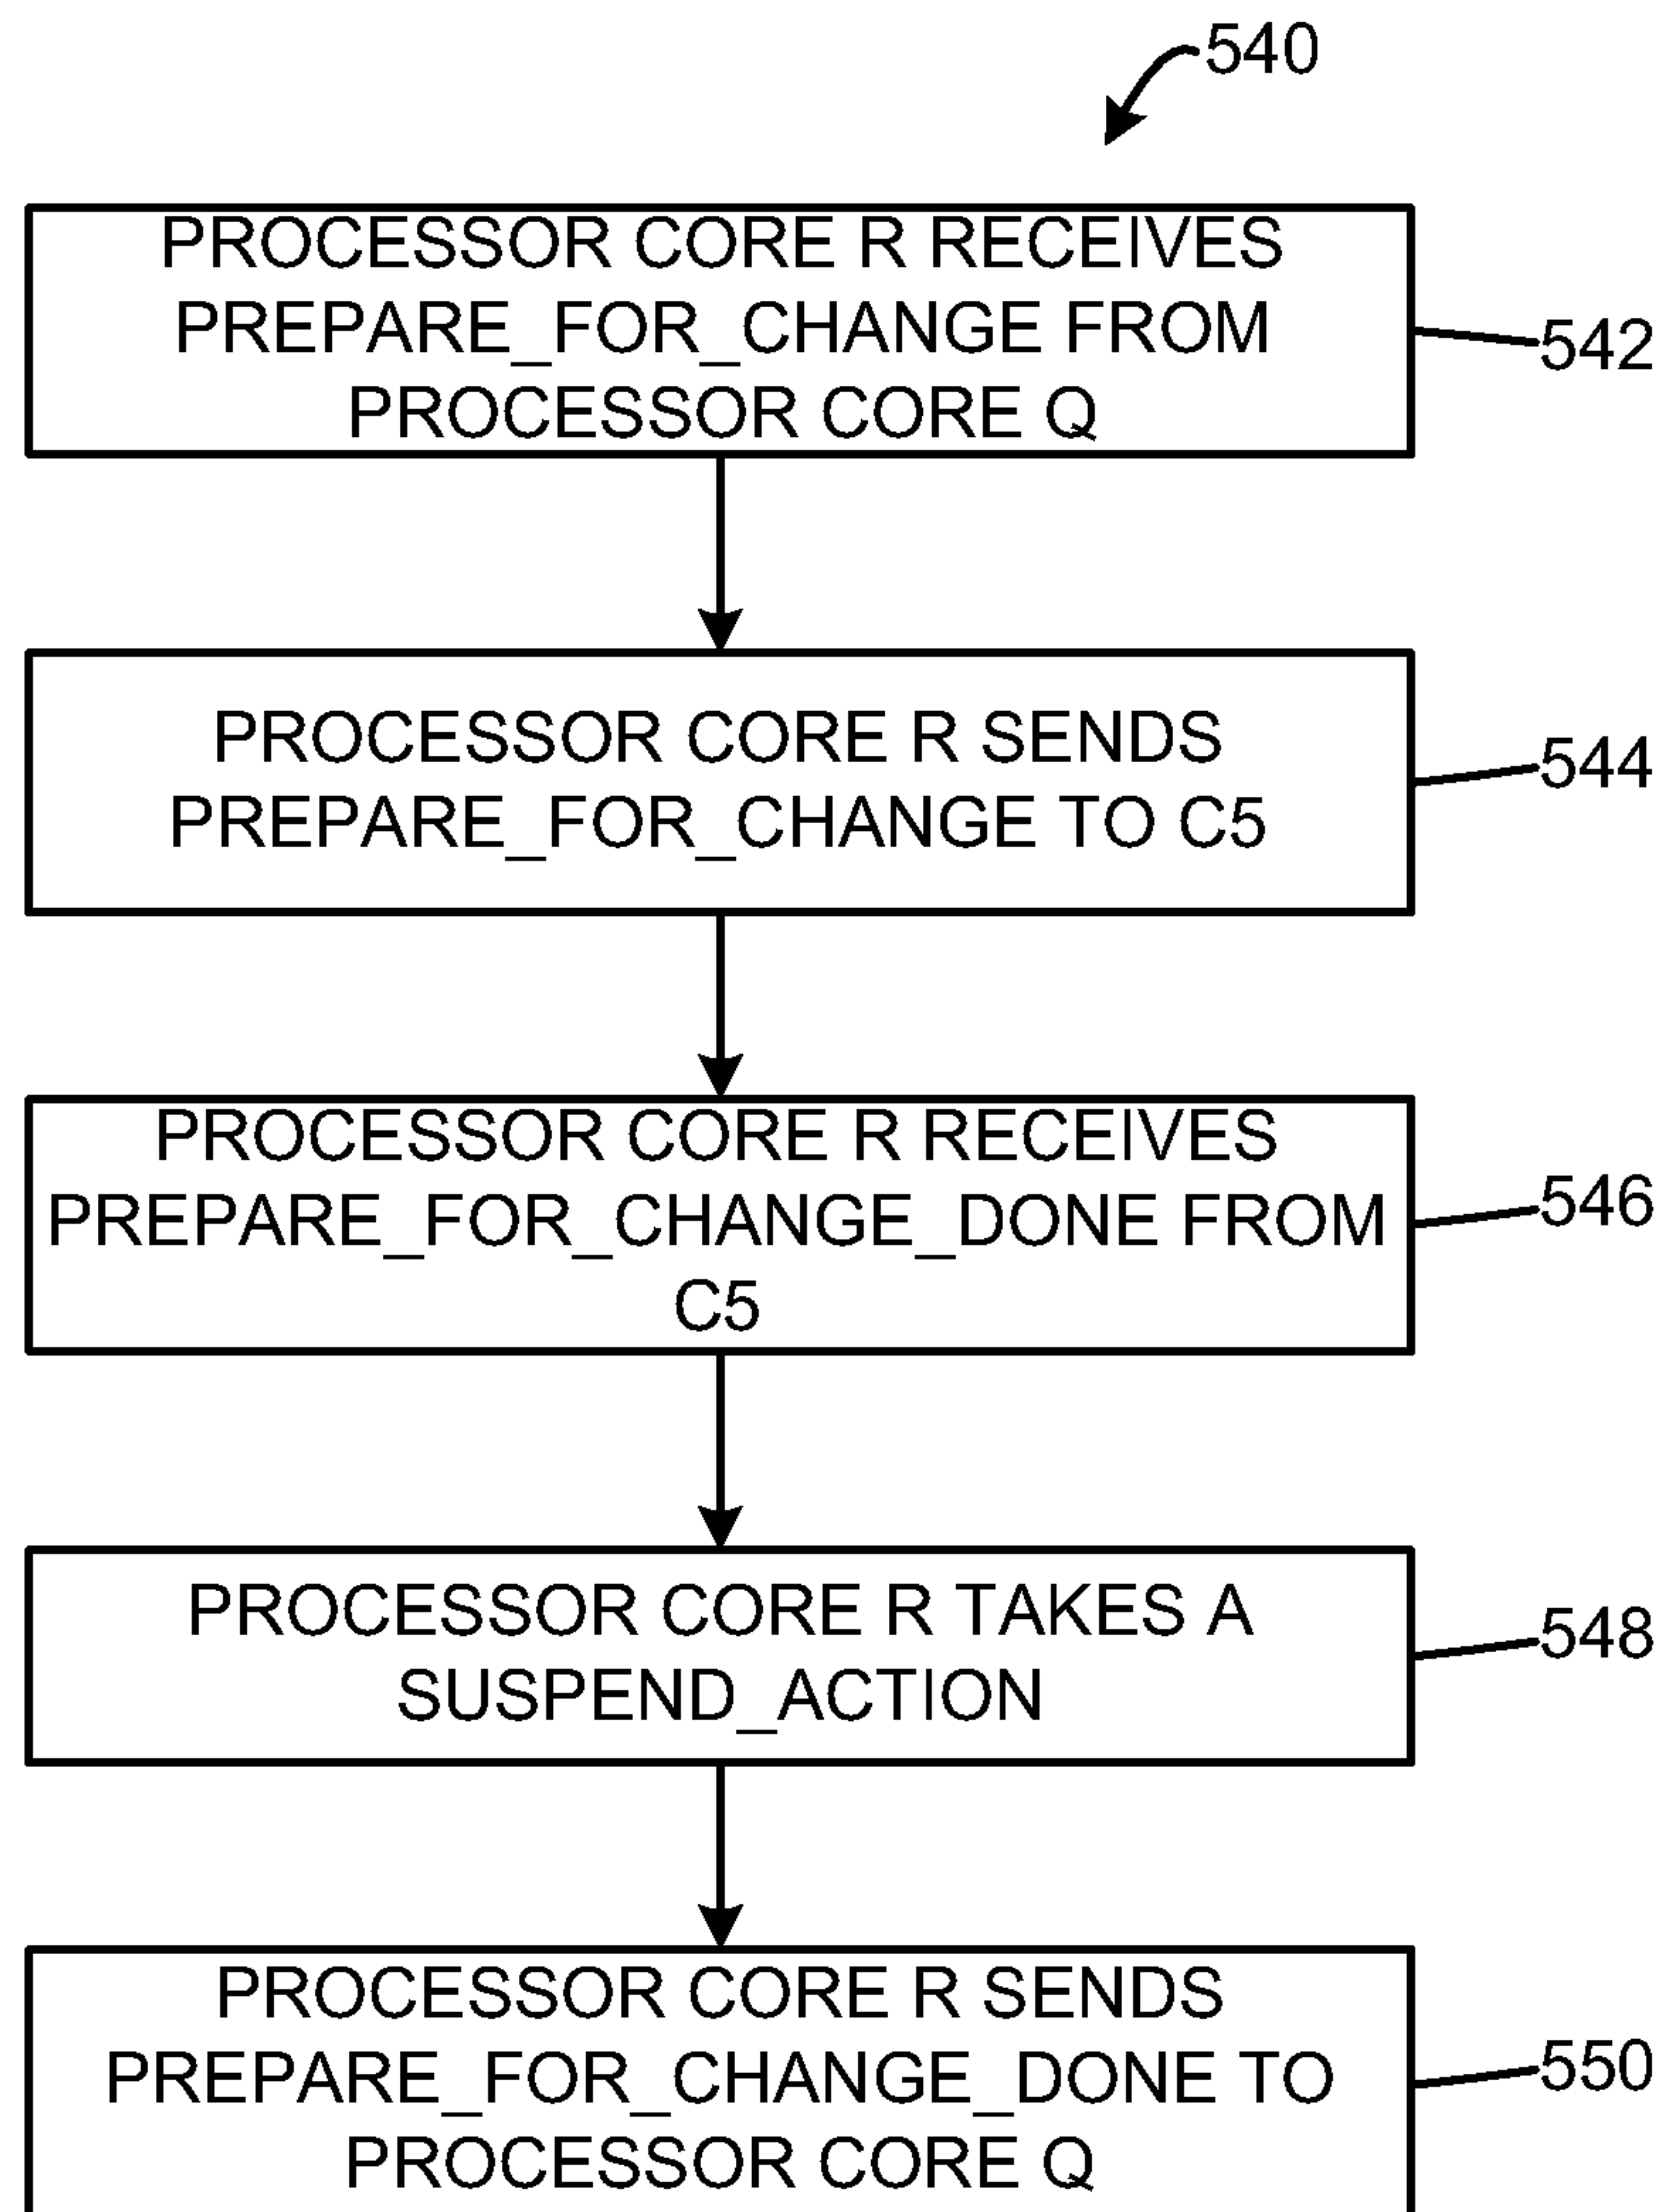 540
PROCESSOR CORE R RECEIVES
PREPARE_FOR_CHANGE FROM
PROCESSOR CORE Q
542
PROCESSOR CORE R SENDS
PREPARE_FOR_CHANGE TO C5
544
PROCESSOR CORE R RECEIVES
PREPARE_FOR_CHANGE_DONE FROM
C5
546
PROCESSOR CORE R TAKES A
SUSPEND_ACTION
548
PROCESSOR CORE R SENDS
PREPARE_FOR_CHANGE_DONE TO
PROCESSOR CORE Q
550